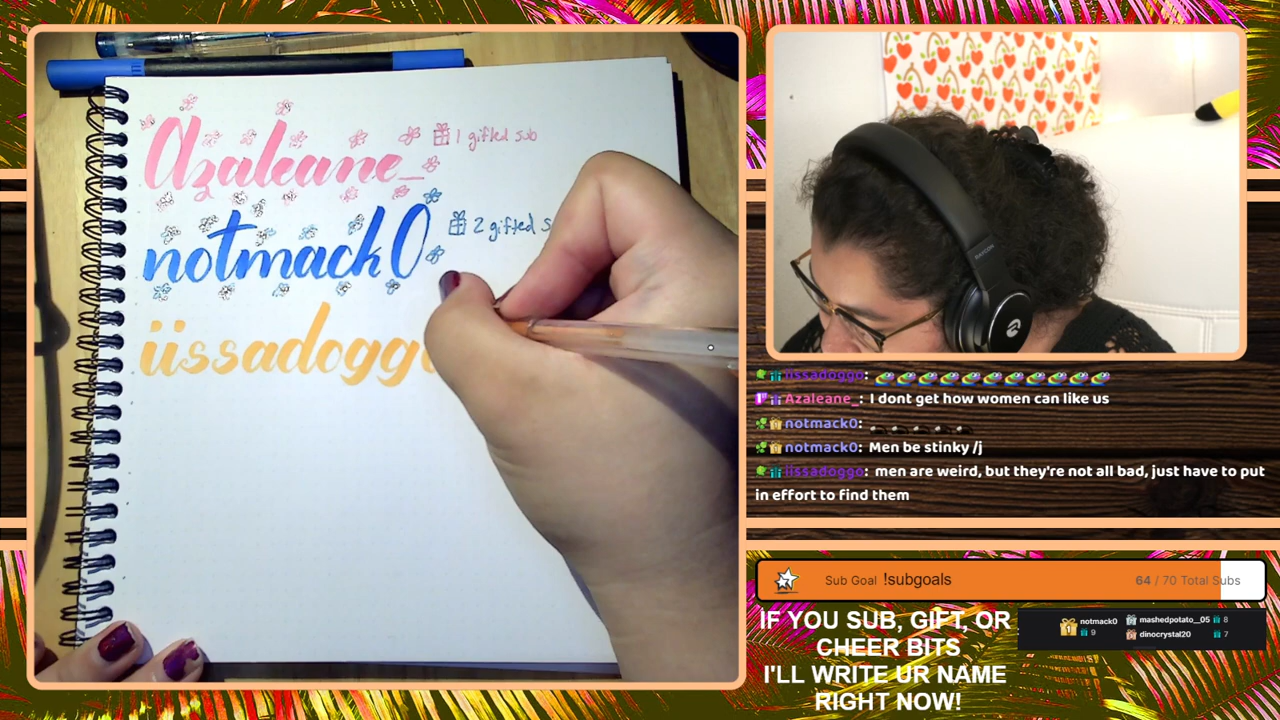 Azaleane_
1 gifted sub
notmack0
2 gifted s
iissadogg
iissadoggo:
Azaleane_: I dont get how women can like us
notmack0:
notmack0: Men be stinky /j
iissadoggo: men are weird, but they're not all bad, just have to put
in effort to find them
Sub Goal !subgoals
64 / 70 Total Subs
IF YOU SUB, GIFT, OR
CHEER BITS
I'LL WRITE UR NAME
RIGHT NOW!
1 notmack0
9
mashedpotato__05 8
dinocrystal20 7